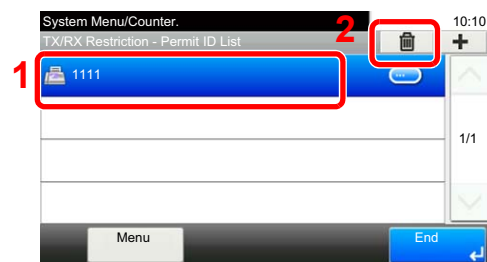 System Menu/Counter.
10:10
TX/RX Restriction - Permit ID List
2
1
1111
1/1
Menu
End